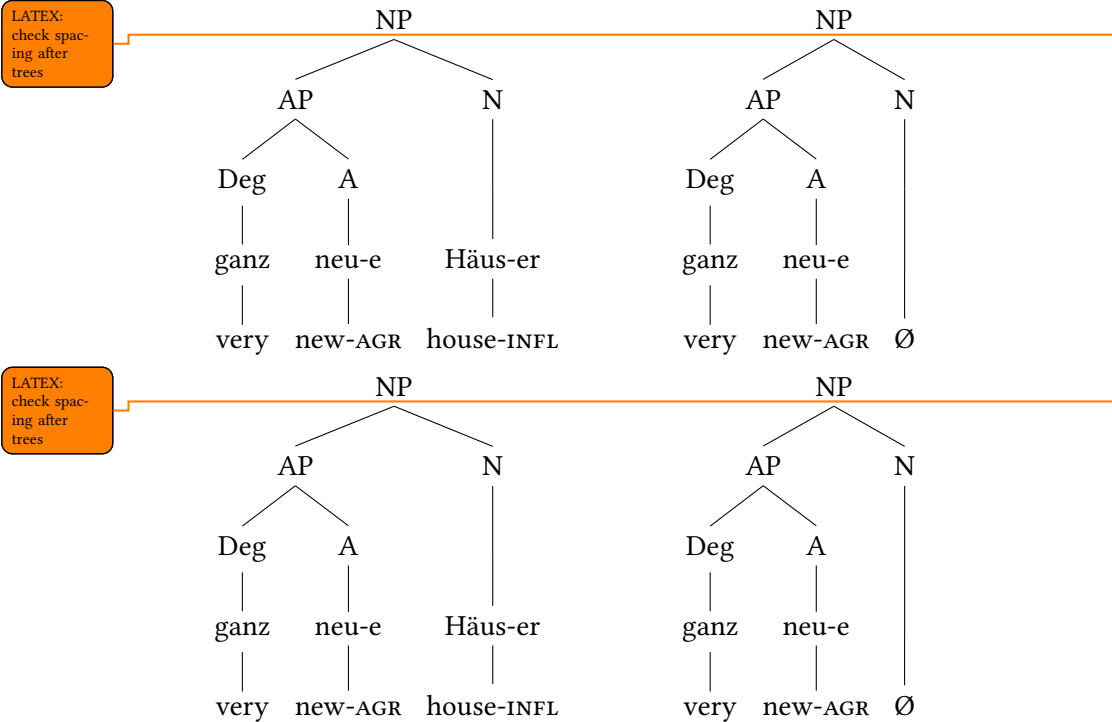 LATEX:
check spac-
ing after
trees
NP NP
AP N AP N
Deg A Deg A
ganz neu-e Häus-er ganz neu-e
very new-AGR house-INFL very new-AGR Ø
LATEX:
check spac-
ing after
trees
NP NP
AP N AP N
Deg A Deg A
ganz neu-e Häus-er ganz neu-e
very new-AGR house-INFL very new-AGR Ø